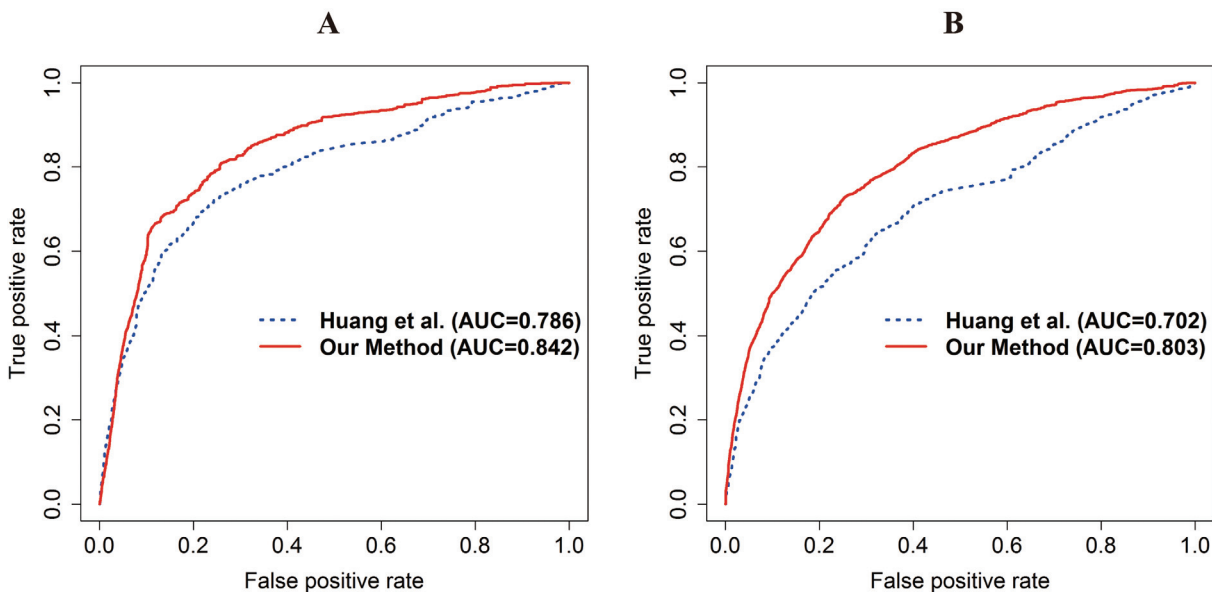 A
True positive rate
1.0
0.8
0.6
0.4
0.2
0.0
Huang et al. (AUC=0.786)
Our Method (AUC=0.842)
0.0 0.2 0.4 0.6 0.8 1.0
False positive rate
B
True positive rate
1.0
0.8
0.6
0.4
0.2
0.0
Huang et al. (AUC=0.702)
Our Method (AUC=0.803)
0.0 0.2 0.4 0.6 0.8 1.0
False positive rate